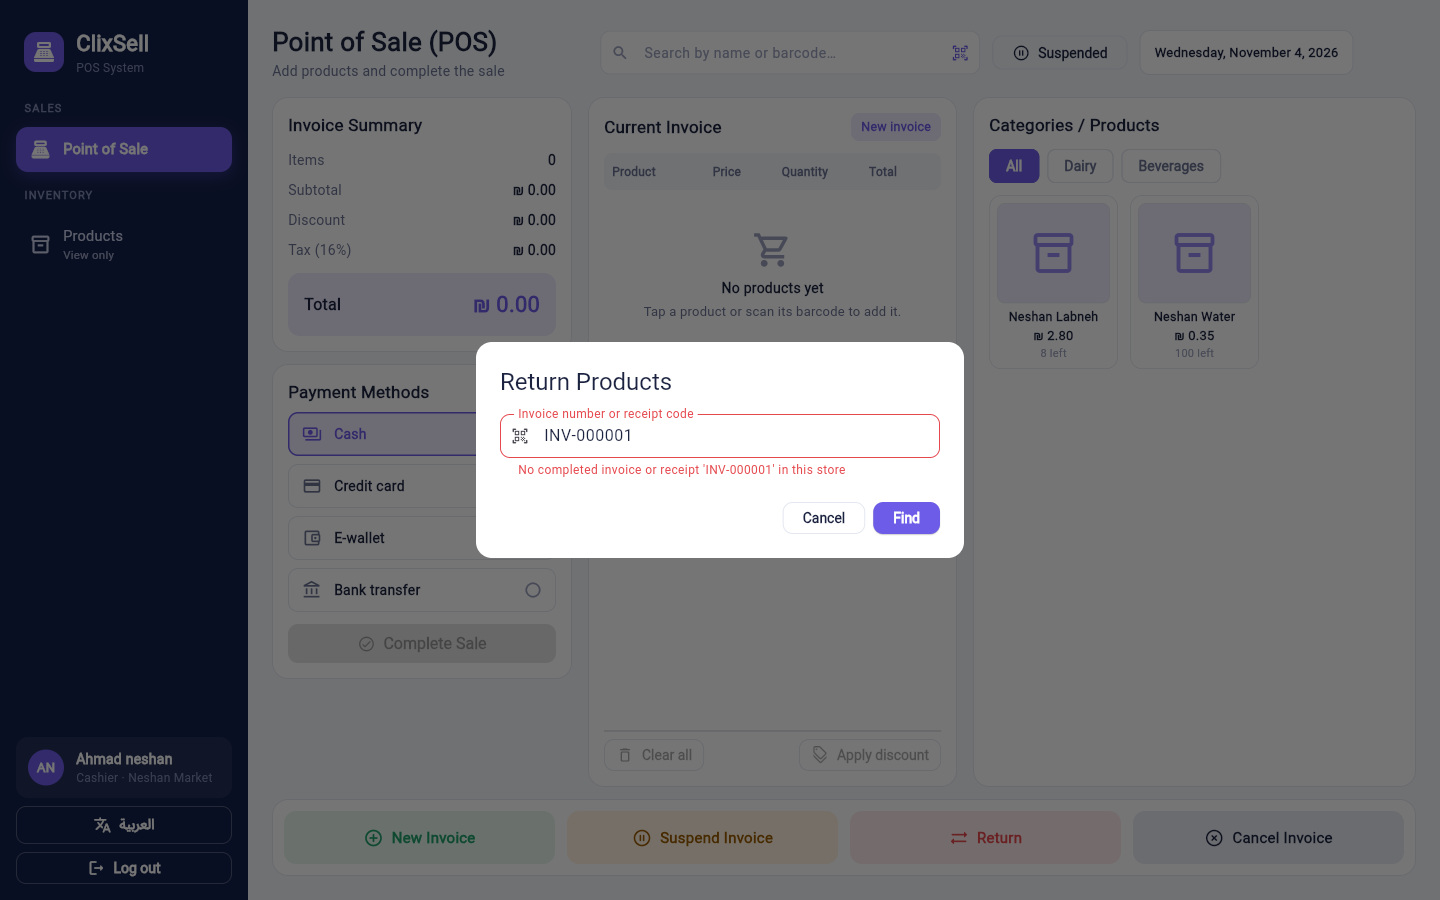 ClixSell
POS System
SALES
Point of Sale
INVENTORY
Products
View only
Ahmad neshan
AN
Cashier · Neshan Market
العربية
Log out
Point of Sale (POS)
Add products and complete the sale
Search by name or barcode...
Suspended
Wednesday, November 4, 2026
Invoice Summary
Items 0
Subtotal ₪ 0.00
Discount ₪ 0.00
Tax (16%) ₪ 0.00
Total ₪ 0.00
Payment Methods
Cash
Credit card
E-wallet
Bank transfer
Complete Sale
Current Invoice
New invoice
Product Price Quantity Total
No products yet
Tap a product or scan its barcode to add it.
Clear all
Apply discount
Categories / Products
All Dairy Beverages
Neshan Labneh
₪ 2.80
8 left
Neshan Water
₪ 0.35
100 left
Return Products
Invoice number or receipt code
INV-000001
No completed invoice or receipt 'INV-000001' in this store
Cancel
Find
New Invoice
Suspend Invoice
Return
Cancel Invoice